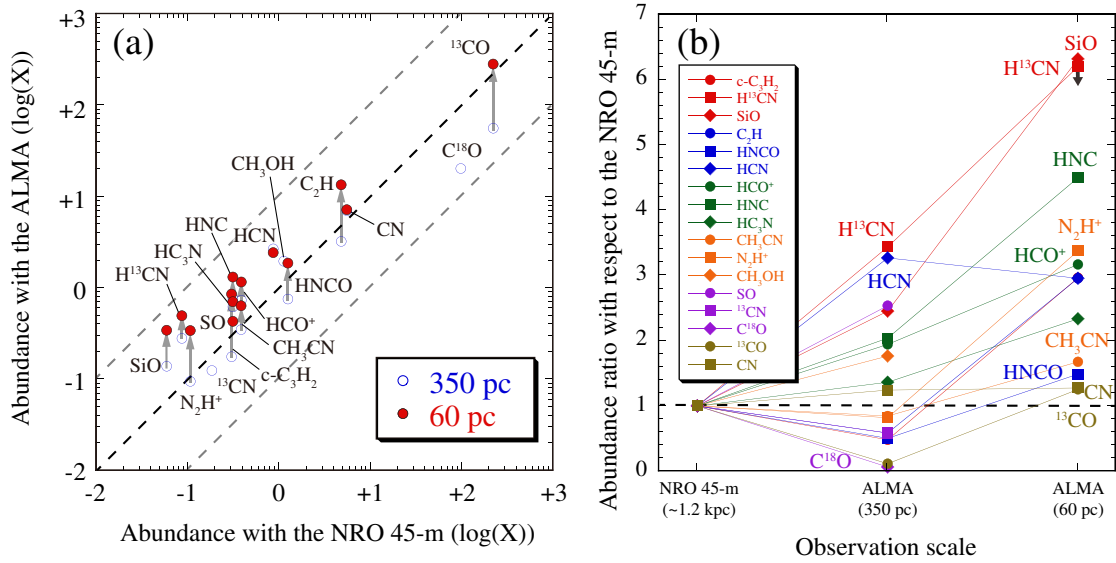 (a)
Abundance with the ALMA (log(X))
+3
+2
+1
0
-1
-2
-2
-1
0
+1
+2
+3
Abundance with the NRO 45-m (log(X))
¹³CO
C¹⁸O
CH₃OH
C₂H
HNC
HCN
CN
HC₃N
H¹³CN
HNCO
SO
HCO⁺
CH₃CN
SiO
¹³CN
c-C₃H₂
N₂H⁺
350 pc
60 pc
(b)
Abundance ratio with respect to the NRO 45-m
7
6
5
4
3
2
1
0
c-C₃H₂
H¹³CN
SiO
C₂H
HNCO
HCN
HCO⁺
HNC
HC₃N
CH₃CN
N₂H⁺
CH₃OH
SO
¹³CN
C¹⁸O
¹³CO
CN
SiO
H¹³CN
HNC
N₂H⁺
H¹³CN
HCO⁺
HCN
CH₃CN
HNCO
CN
¹³CO
C¹⁸O
NRO 45-m
(~1.2 kpc)
ALMA
(350 pc)
ALMA
(60 pc)
Observation scale